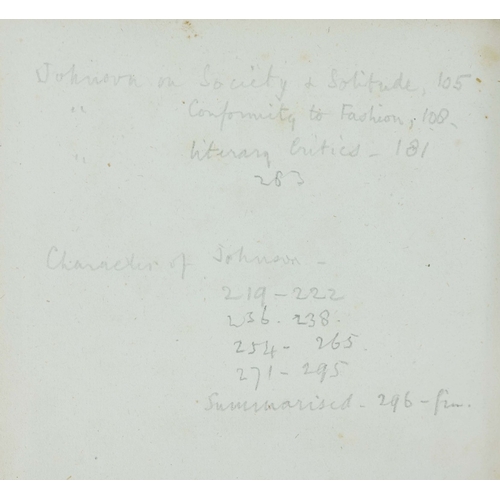 Johnson on Society & Solitude, 105
" Conformity to Fashion, 108-
" Literary Critics - 181
283
Character of Johnson -
219-222
236-238.
254- 265.
271-295
Summarised - 296-fin.